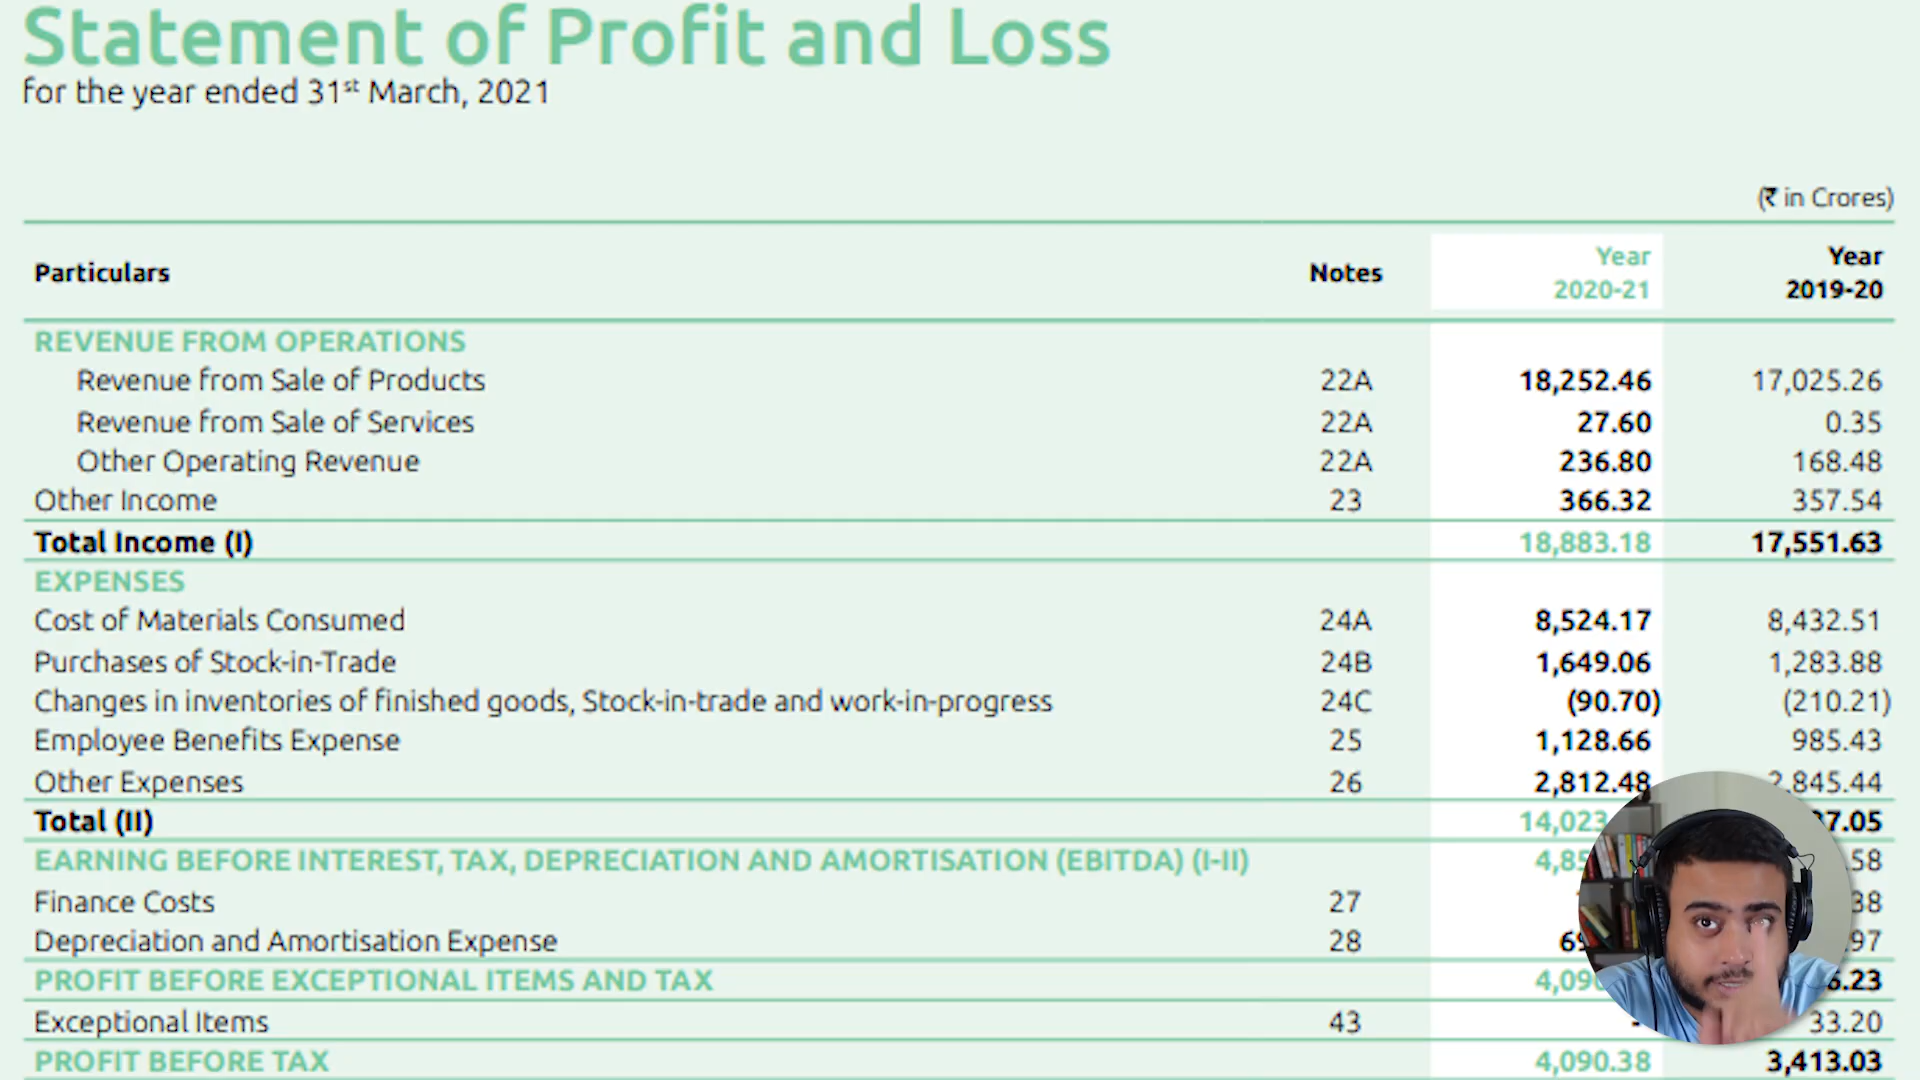 Statement of Profit and Loss
for the year ended 31st March, 2021
(₹ in Crores)
Particulars Notes Year 2020-21 Year 2019-20
REVENUE FROM OPERATIONS
Revenue from Sale of Products 22A 18,252.46 17,025.26
Revenue from Sale of Services 22A 27.60 0.35
Other Operating Revenue 22A 236.80 168.48
Other Income 23 366.32 357.54
Total Income (I) 18,883.18 17,551.63
EXPENSES
Cost of Materials Consumed 24A 8,524.17 8,432.51
Purchases of Stock-in-Trade 24B 1,649.06 1,283.88
Changes in inventories of finished goods, Stock-in-trade and work-in-progress 24C (90.70) (210.21)
Employee Benefits Expense 25 1,128.66 985.43
Other Expenses 26 2,812.48 2,845.44
Total (II)
EARNING BEFORE INTEREST, TAX, DEPRECIATION AND AMORTISATION (EBITDA) (I-II)
Finance Costs 27
Depreciation and Amortisation Expense 28
PROFIT BEFORE EXCEPTIONAL ITEMS AND TAX
Exceptional Items 43 - 33.20
PROFIT BEFORE TAX 4,090.38 3,413.03